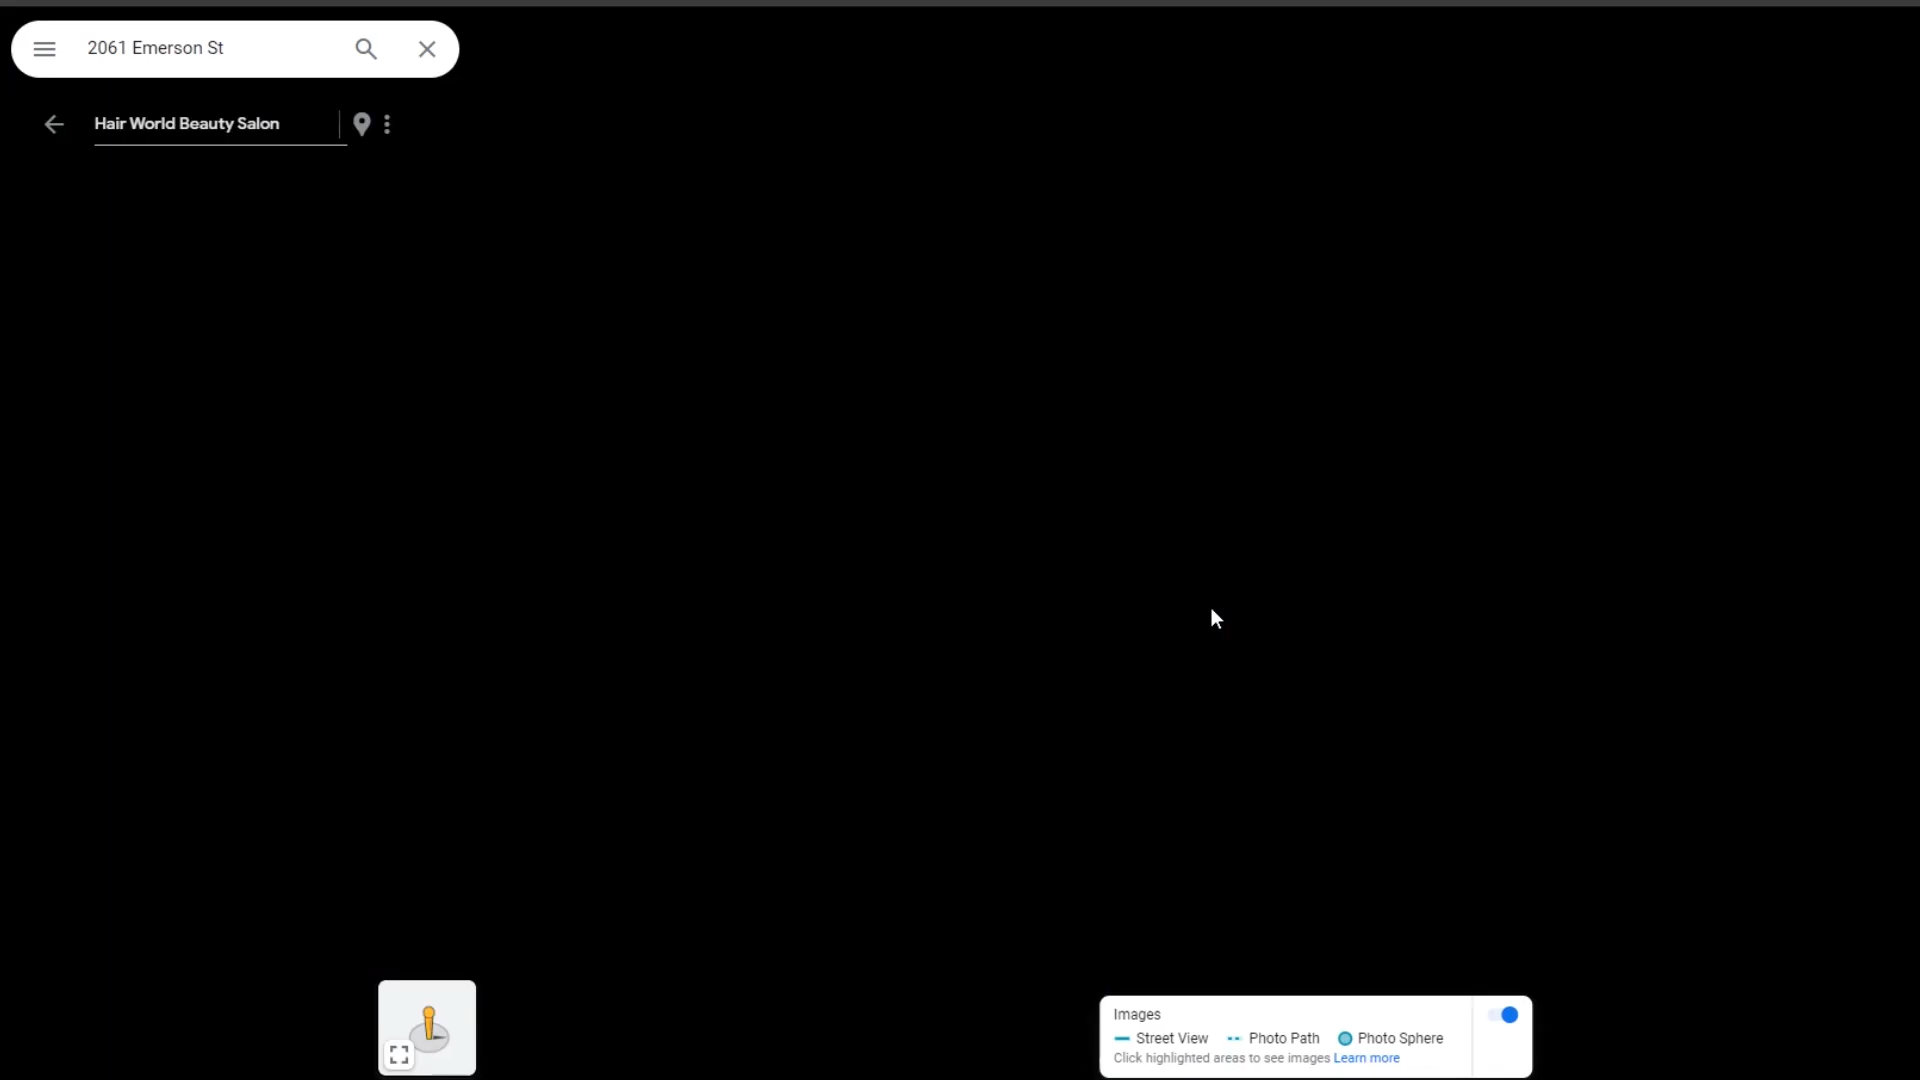 2061 Emerson St
Hair World Beauty Salon
Images
Street View Photo Path Photo Sphere
Click highlighted areas to see images Learn more